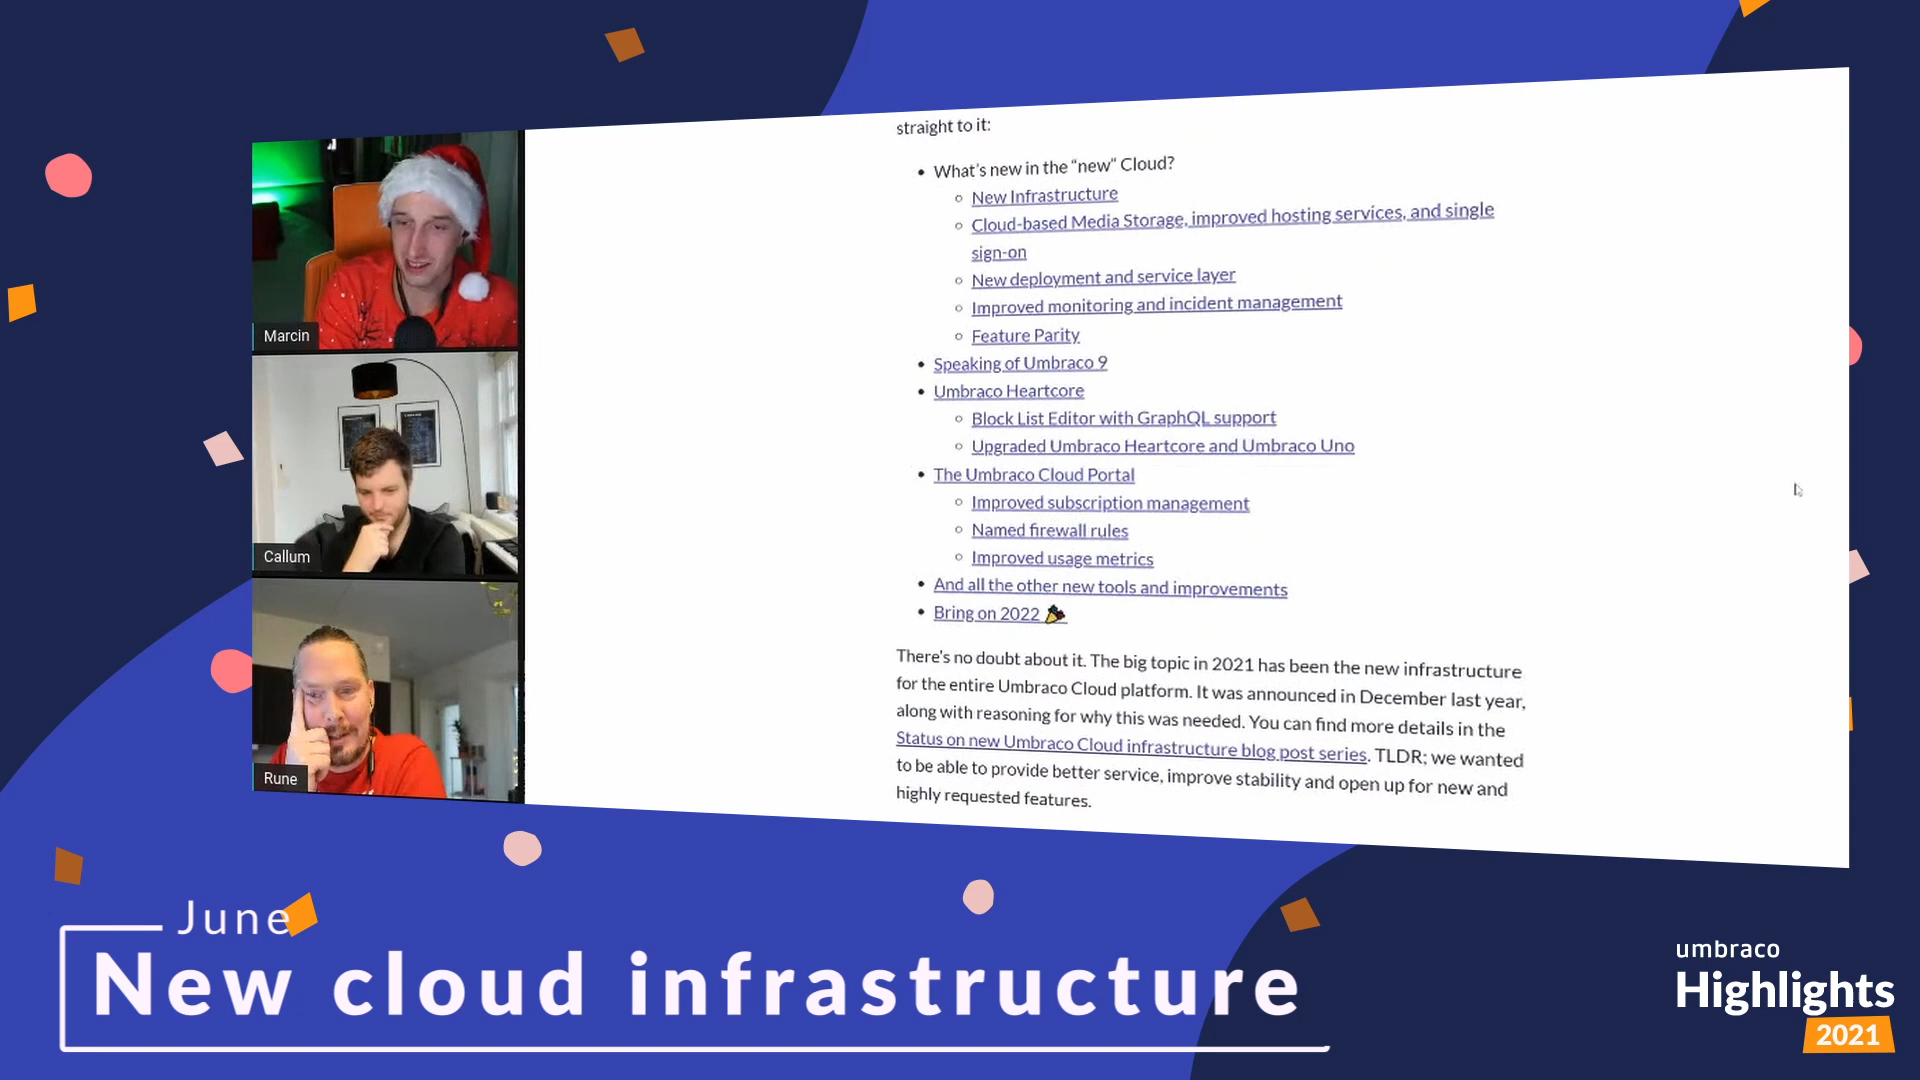 straight to it:
What's new in the “new” Cloud?
New Infrastructure
Cloud-based Media Storage, improved hosting services, and single
sign-on
New deployment and service layer
Improved monitoring and incident management
Feature Parity
Speaking of Umbraco 9
Umbraco Heartcore
Block List Editor with GraphQL support
Upgraded Umbraco Heartcore and Umbraco Uno
The Umbraco Cloud Portal
Improved subscription management
Named firewall rules
Improved usage metrics
And all the other new tools and improvements
Bring on 2022 🎉
There's no doubt about it. The big topic in 2021 has been the new infrastructure
for the entire Umbraco Cloud platform. It was announced in December last year,
along with reasoning for why this was needed. You can find more details in the
Status on new Umbraco Cloud infrastructure blog post series. TLDR; we wanted
to be able to provide better service, improve stability and open up for new and
highly requested features.
Marcin
Callum
Rune
June
New cloud infrastructure
umbraco
Highlights
2021